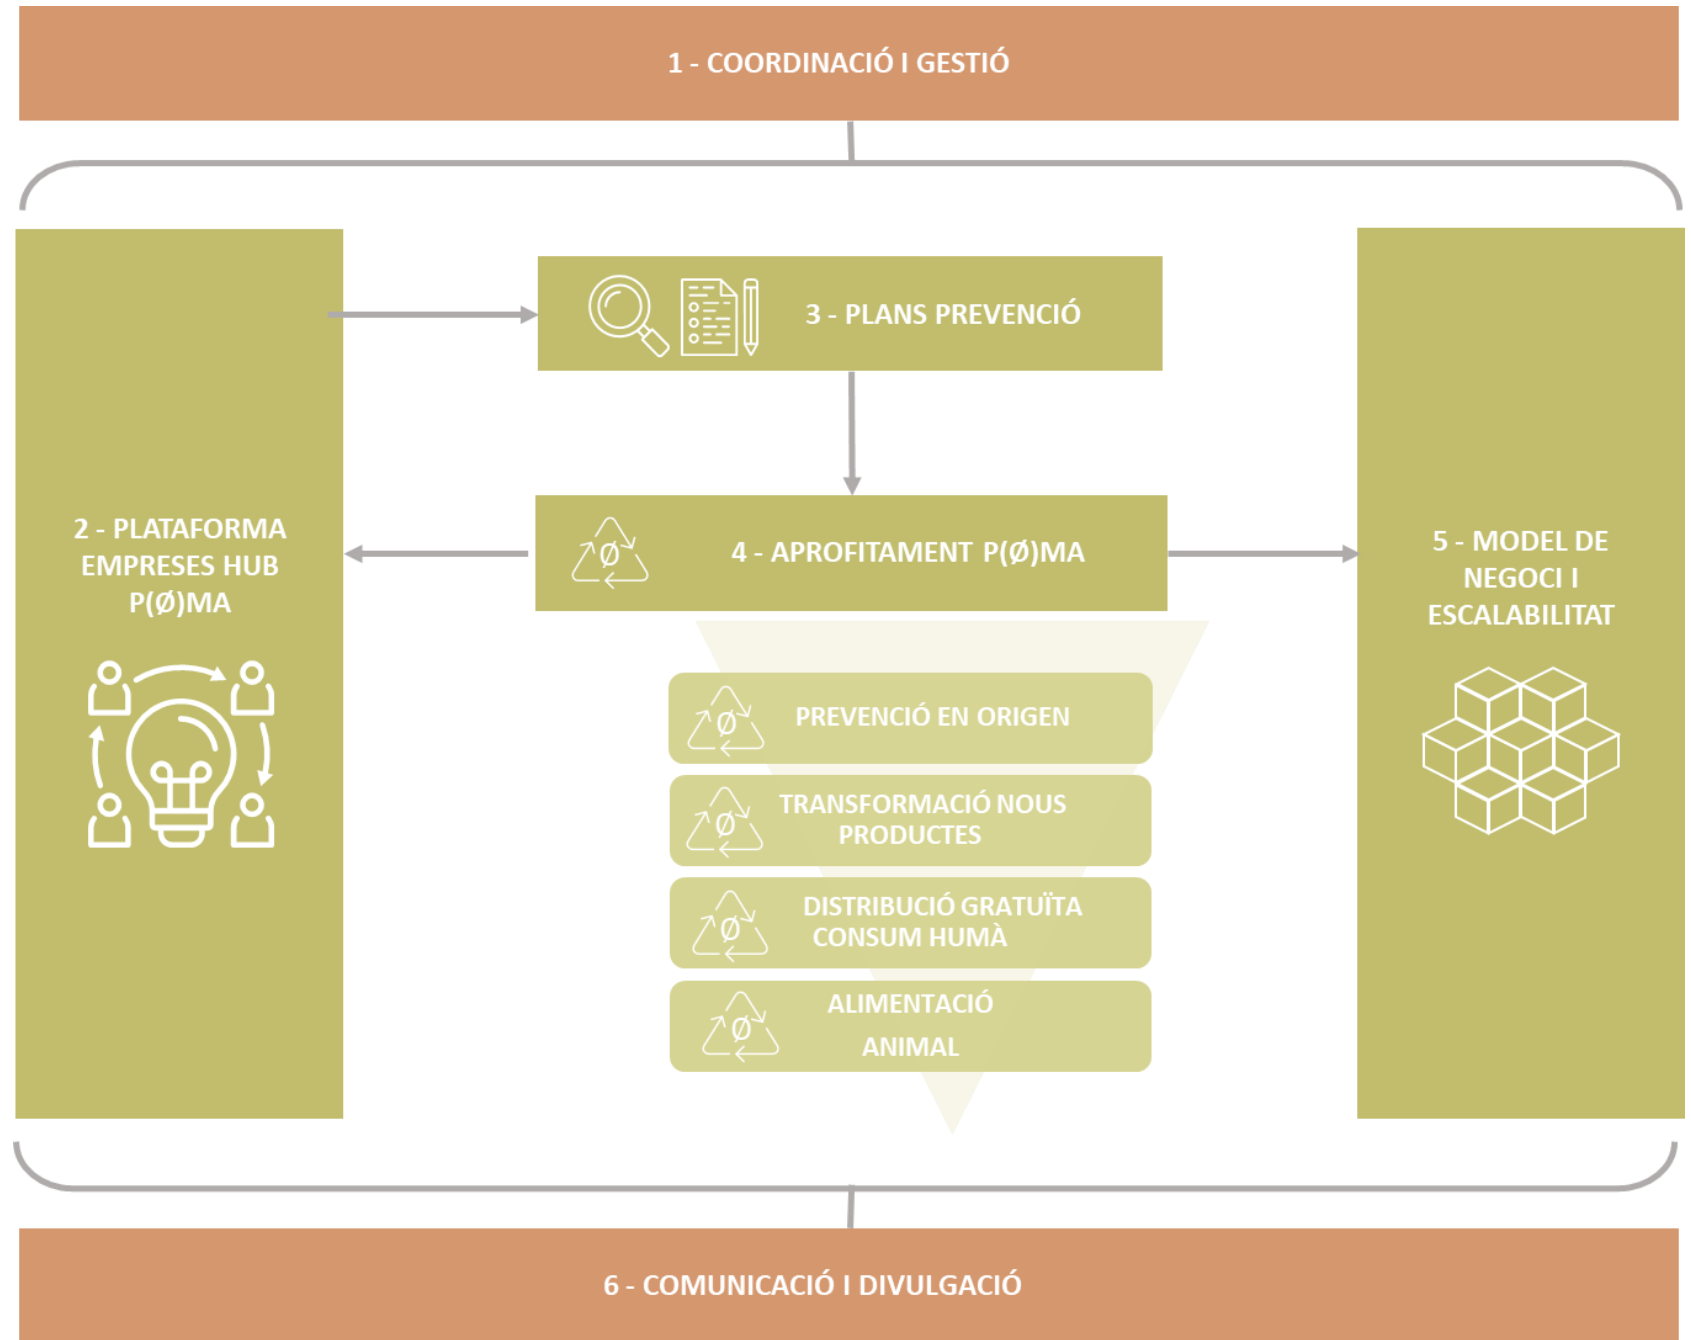 1 - COORDINACIÓ I GESTIÓ
3 - PLANS PREVENCIÓ
2 - PLATAFORMA
EMPRESES HUB
P(Ø)MA
Ø
4 - APROFITAMENT P(Ø)MA
5 - MODEL DE
NEGOCI I
ESCALABILITAT
Ø
PREVENCIÓ EN ORIGEN
Ø
TRANSFORMACIÓ NOUS
PRODUCTES
Ø
DISTRIBUCIÓ GRATUÏTA
CONSUM HUMÀ
Ø
ALIMENTACIÓ
ANIMAL
6 - COMUNICACIÓ I DIVULGACIÓ